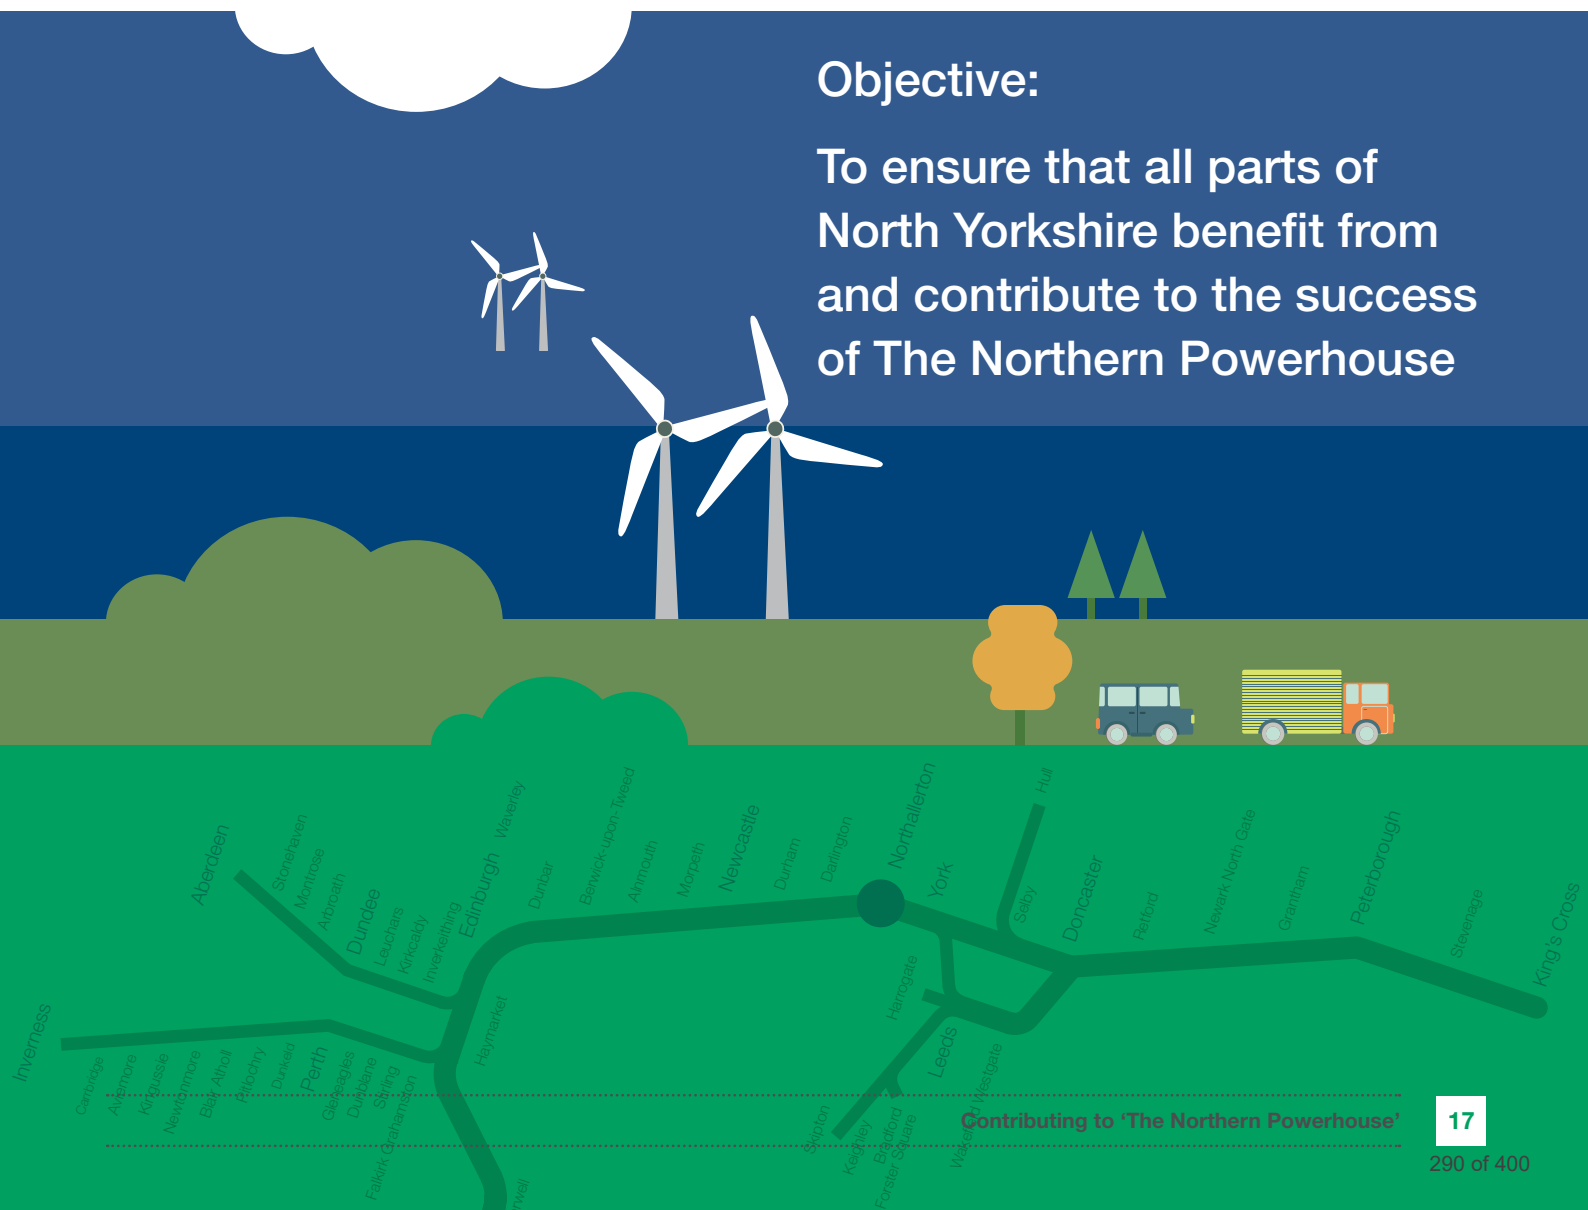 Objective:
To ensure that all parts of
North Yorkshire benefit from
and contribute to the success
of The Northern Powerhouse
Aberdeen
Stonehaven
Montrose
Arbroath
Dundee
Leuchars
Kirkcaldy
Inverkeithing
Edinburgh Waverley
Dunbar
Berwick-upon-Tweed
Alnmouth
Morpeth
Newcastle
Durham
Darlington
Northallerton
York
Selby
Hull
Doncaster
Retford
Newark North Gate
Grantham
Peterborough
Stevenage
King's Cross
Inverness
Carrbridge
Aviemore
Kingussie
Newtonmore
Blair Atholl
Pitlochry
Dunkeld
Perth
Gleneagles
Dunblane
Stirling
Falkirk Grahamston
Haymarket
Harrogate
Leeds
Wakefield Westgate
Skipton
Keighley
Bradford
Forster Square
Contributing to ‘The Northern Powerhouse’
17
290 of 400